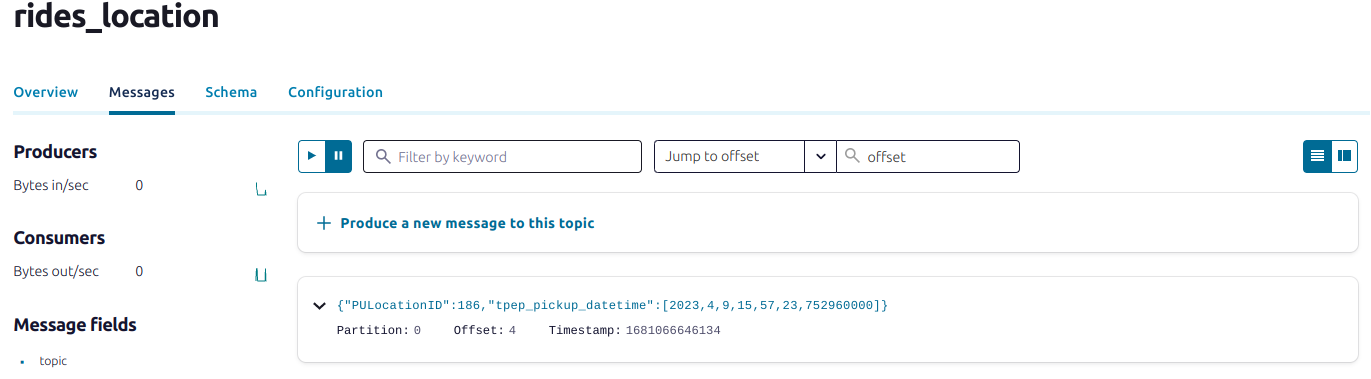 rides_location
Overview Messages Schema Configuration
Producers
Bytes in/sec 0
Consumers
Bytes out/sec 0
Message fields
• topic
Filter by keyword Jump to offset offset
+ Produce a new message to this topic
{"PULocationID":186,"tpep_pickup_datetime":[2023,4,9,15,57,23,752960000]}
Partition: 0 Offset: 4 Timestamp: 1681066646134